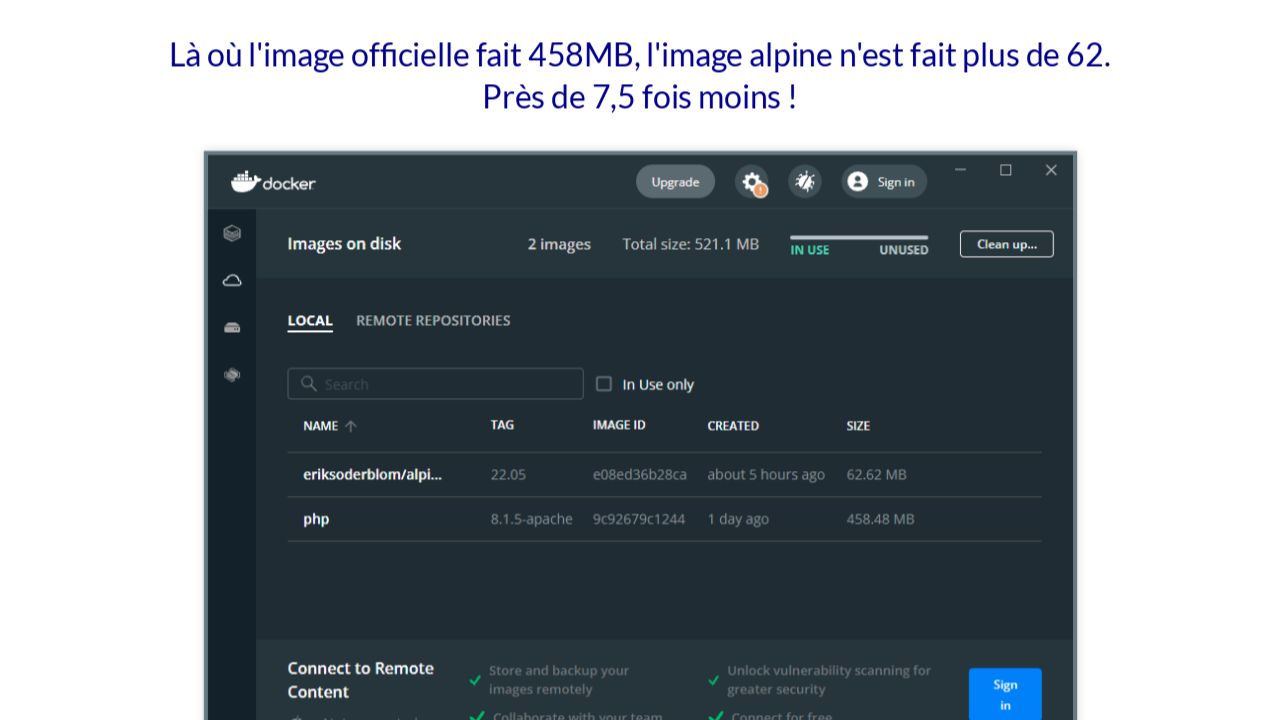 Là où l'image officielle fait 458MB, l'image alpine n'est fait plus de 62.
Près de 7,5 fois moins !
docker
Upgrade
Sign in
Images on disk
2 images
Total size: 521.1 MB
IN USE
UNUSED
Clean up...
LOCAL
REMOTE REPOSITORIES
Search
In Use only
NAME TAG IMAGE ID CREATED SIZE
eriksoderblom/alpi... 22.05 e08ed36b28ca about 5 hours ago 62.62 MB
php 8.1.5-apache 9c92679c1244 1 day ago 458.48 MB
Connect to Remote
Content
Store and backup your
images remotely
Collaborate with your team
Unlock vulnerability scanning for
greater security
Connect for free
Sign
in